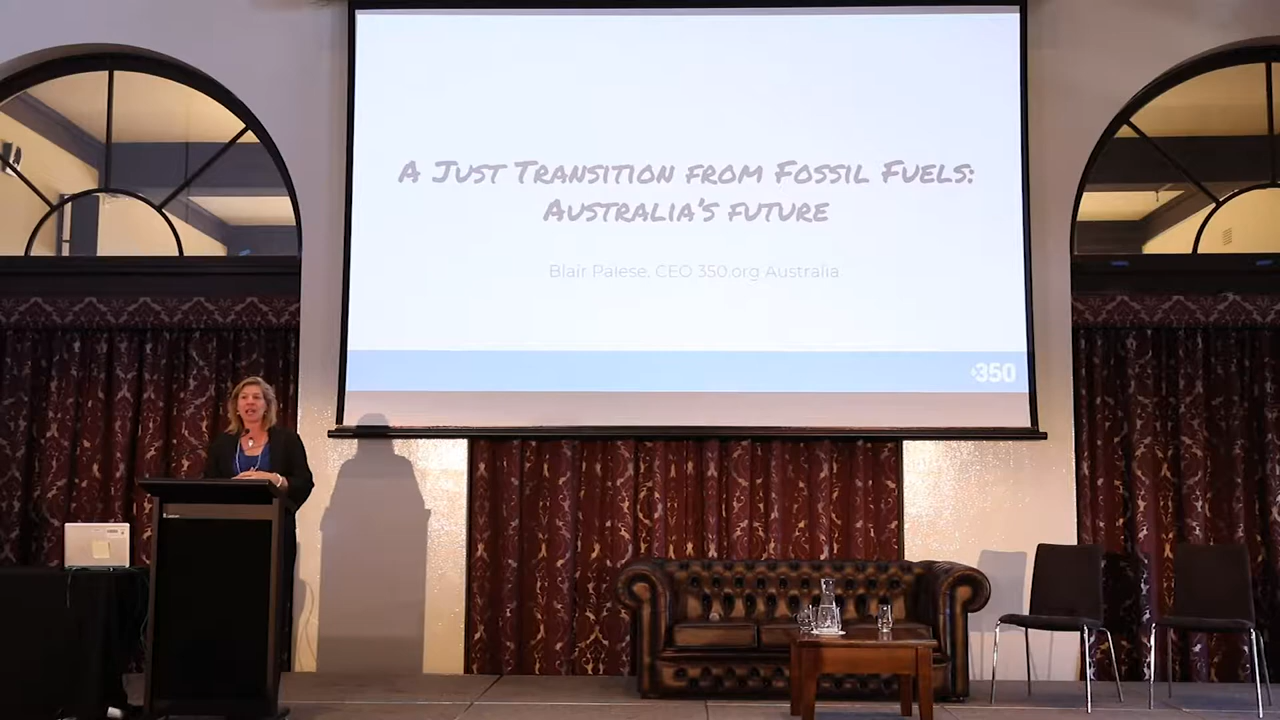 A Just Transition from Fossil Fuels:
Australia's future
Blair Palese, CEO 350.org Australia
350